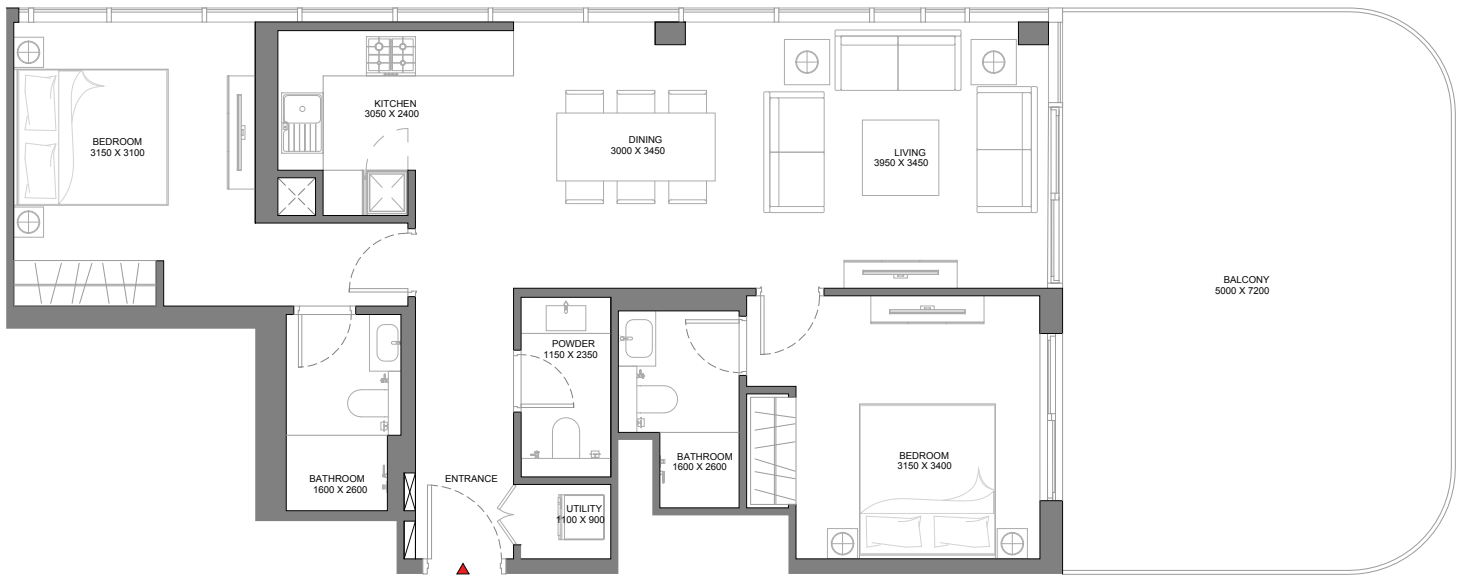 BEDROOM
3150 X 3100
KITCHEN
3050 X 2400
DINING
3000 X 3450
LIVING
3950 X 3450
BALCONY
5000 X 7200
POWDER
1150 X 2350
BATHROOM
1600 X 2600
ENTRANCE
UTILITY
1100 X 900
BATHROOM
1600 X 2600
BEDROOM
3150 X 3400